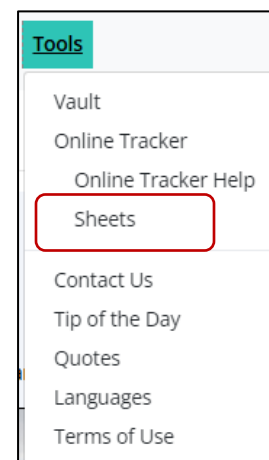 Tools
Vault
Online Tracker
Online Tracker Help
Sheets
Contact Us
Tip of the Day
Quotes
Languages
Terms of Use